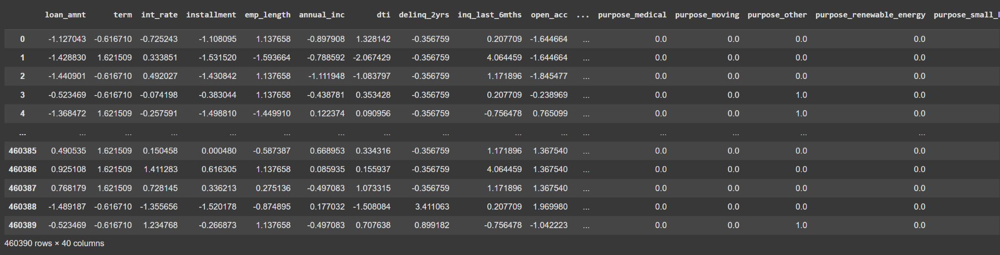 loan_amnt term int_rate installment emp_length annual_inc dti delinq_2yrs inq_last_6mths open_acc ... purpose_medical purpose_moving purpose_other purpose_renewable_energy purpose_small_
0 -1.127043 -0.616710 -0.725243 -1.108095 1.137658 -0.897908 1.328142 -0.356759 0.207709 -1.644664 ... 0.0 0.0 0.0 0.0
1 -1.428830 1.621509 0.333851 -1.531520 -1.593664 -0.788592 -2.067429 -0.356759 4.064459 -1.644664 ... 0.0 0.0 0.0 0.0
2 -1.440901 -0.616710 0.492027 -1.430842 1.137658 -1.111948 -1.083797 -0.356759 1.171896 -1.845477 ... 0.0 0.0 0.0 0.0
3 -0.523469 -0.616710 -0.074198 -0.383044 1.137658 -0.438781 0.353428 -0.356759 0.207709 -0.238969 ... 0.0 0.0 1.0 0.0
4 -1.368472 1.621509 -0.257591 -1.498810 -1.449910 0.122374 0.090956 -0.356759 -0.756478 0.765099 ... 0.0 0.0 1.0 0.0
... ... ... ... ... ... ... ... ... ... ... ... ... ... ... ...
460385 0.490535 1.621509 0.150458 0.000480 -0.587387 0.668953 0.334316 -0.356759 1.171896 1.367540 ... 0.0 0.0 0.0 0.0
460386 0.925108 1.621509 1.411283 0.616305 1.137658 0.085935 0.155937 -0.356759 4.064459 1.367540 ... 0.0 0.0 0.0 0.0
460387 0.768179 1.621509 0.728145 0.336213 0.275136 -0.497083 1.073315 -0.356759 1.171896 1.367540 ... 0.0 0.0 0.0 0.0
460388 -1.489187 -0.616710 -1.355656 -1.520178 -0.874895 0.177032 -1.508084 3.411063 0.207709 1.969980 ... 0.0 0.0 0.0 0.0
460389 -0.523469 -0.616710 1.234768 -0.266873 1.137658 -0.497083 0.707638 0.899182 -0.756478 -1.042223 ... 0.0 0.0 1.0 0.0
460390 rows × 40 columns